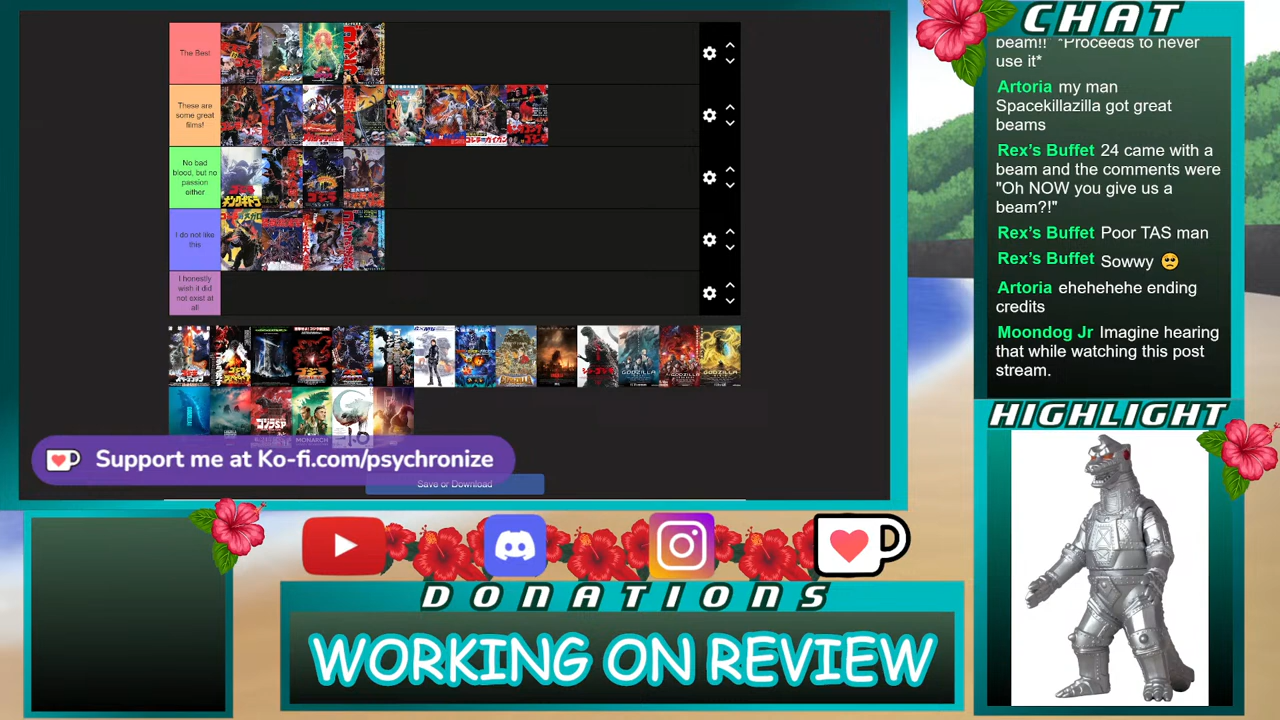 The Best
These are
some great
films!
No bad
blood, but no
passion
either.
I do not like
this
I honestly
wish it did
not exist at
all
MONARCH
Support me at Ko-fi.com/psychronize
Save or Download
DONATIONS
WORKING ON REVIEW
CHAT
beam!! *Proceeds to never
use it*
Artoria my man
Spacekillazilla got great
beams
Rex's Buffet 24 came with a
beam and the comments were
"Oh NOW you give us a
beam?!"
Rex's Buffet Poor TAS man
Rex's Buffet Sowwy 🥺
Artoria ehehehehe ending
credits
Moondog Jr Imagine hearing
that while watching this post
stream.
HIGHLIGHT